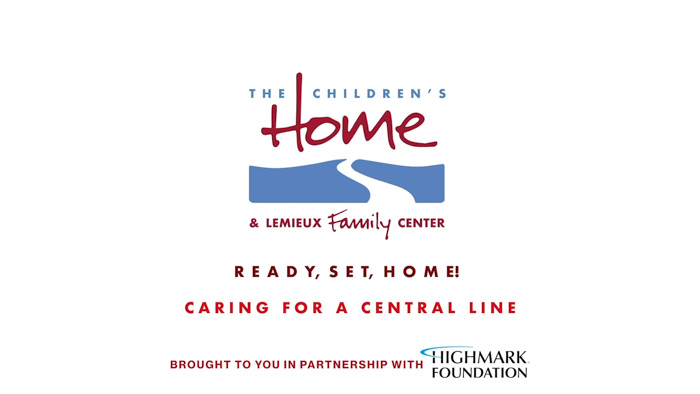 THE CHILDREN'S
Home
& LEMIEUX Family CENTER
READY, SET, HOME!
CARING FOR A CENTRAL LINE
BROUGHT TO YOU IN PARTNERSHIP WITH HIGHMARK
FOUNDATION